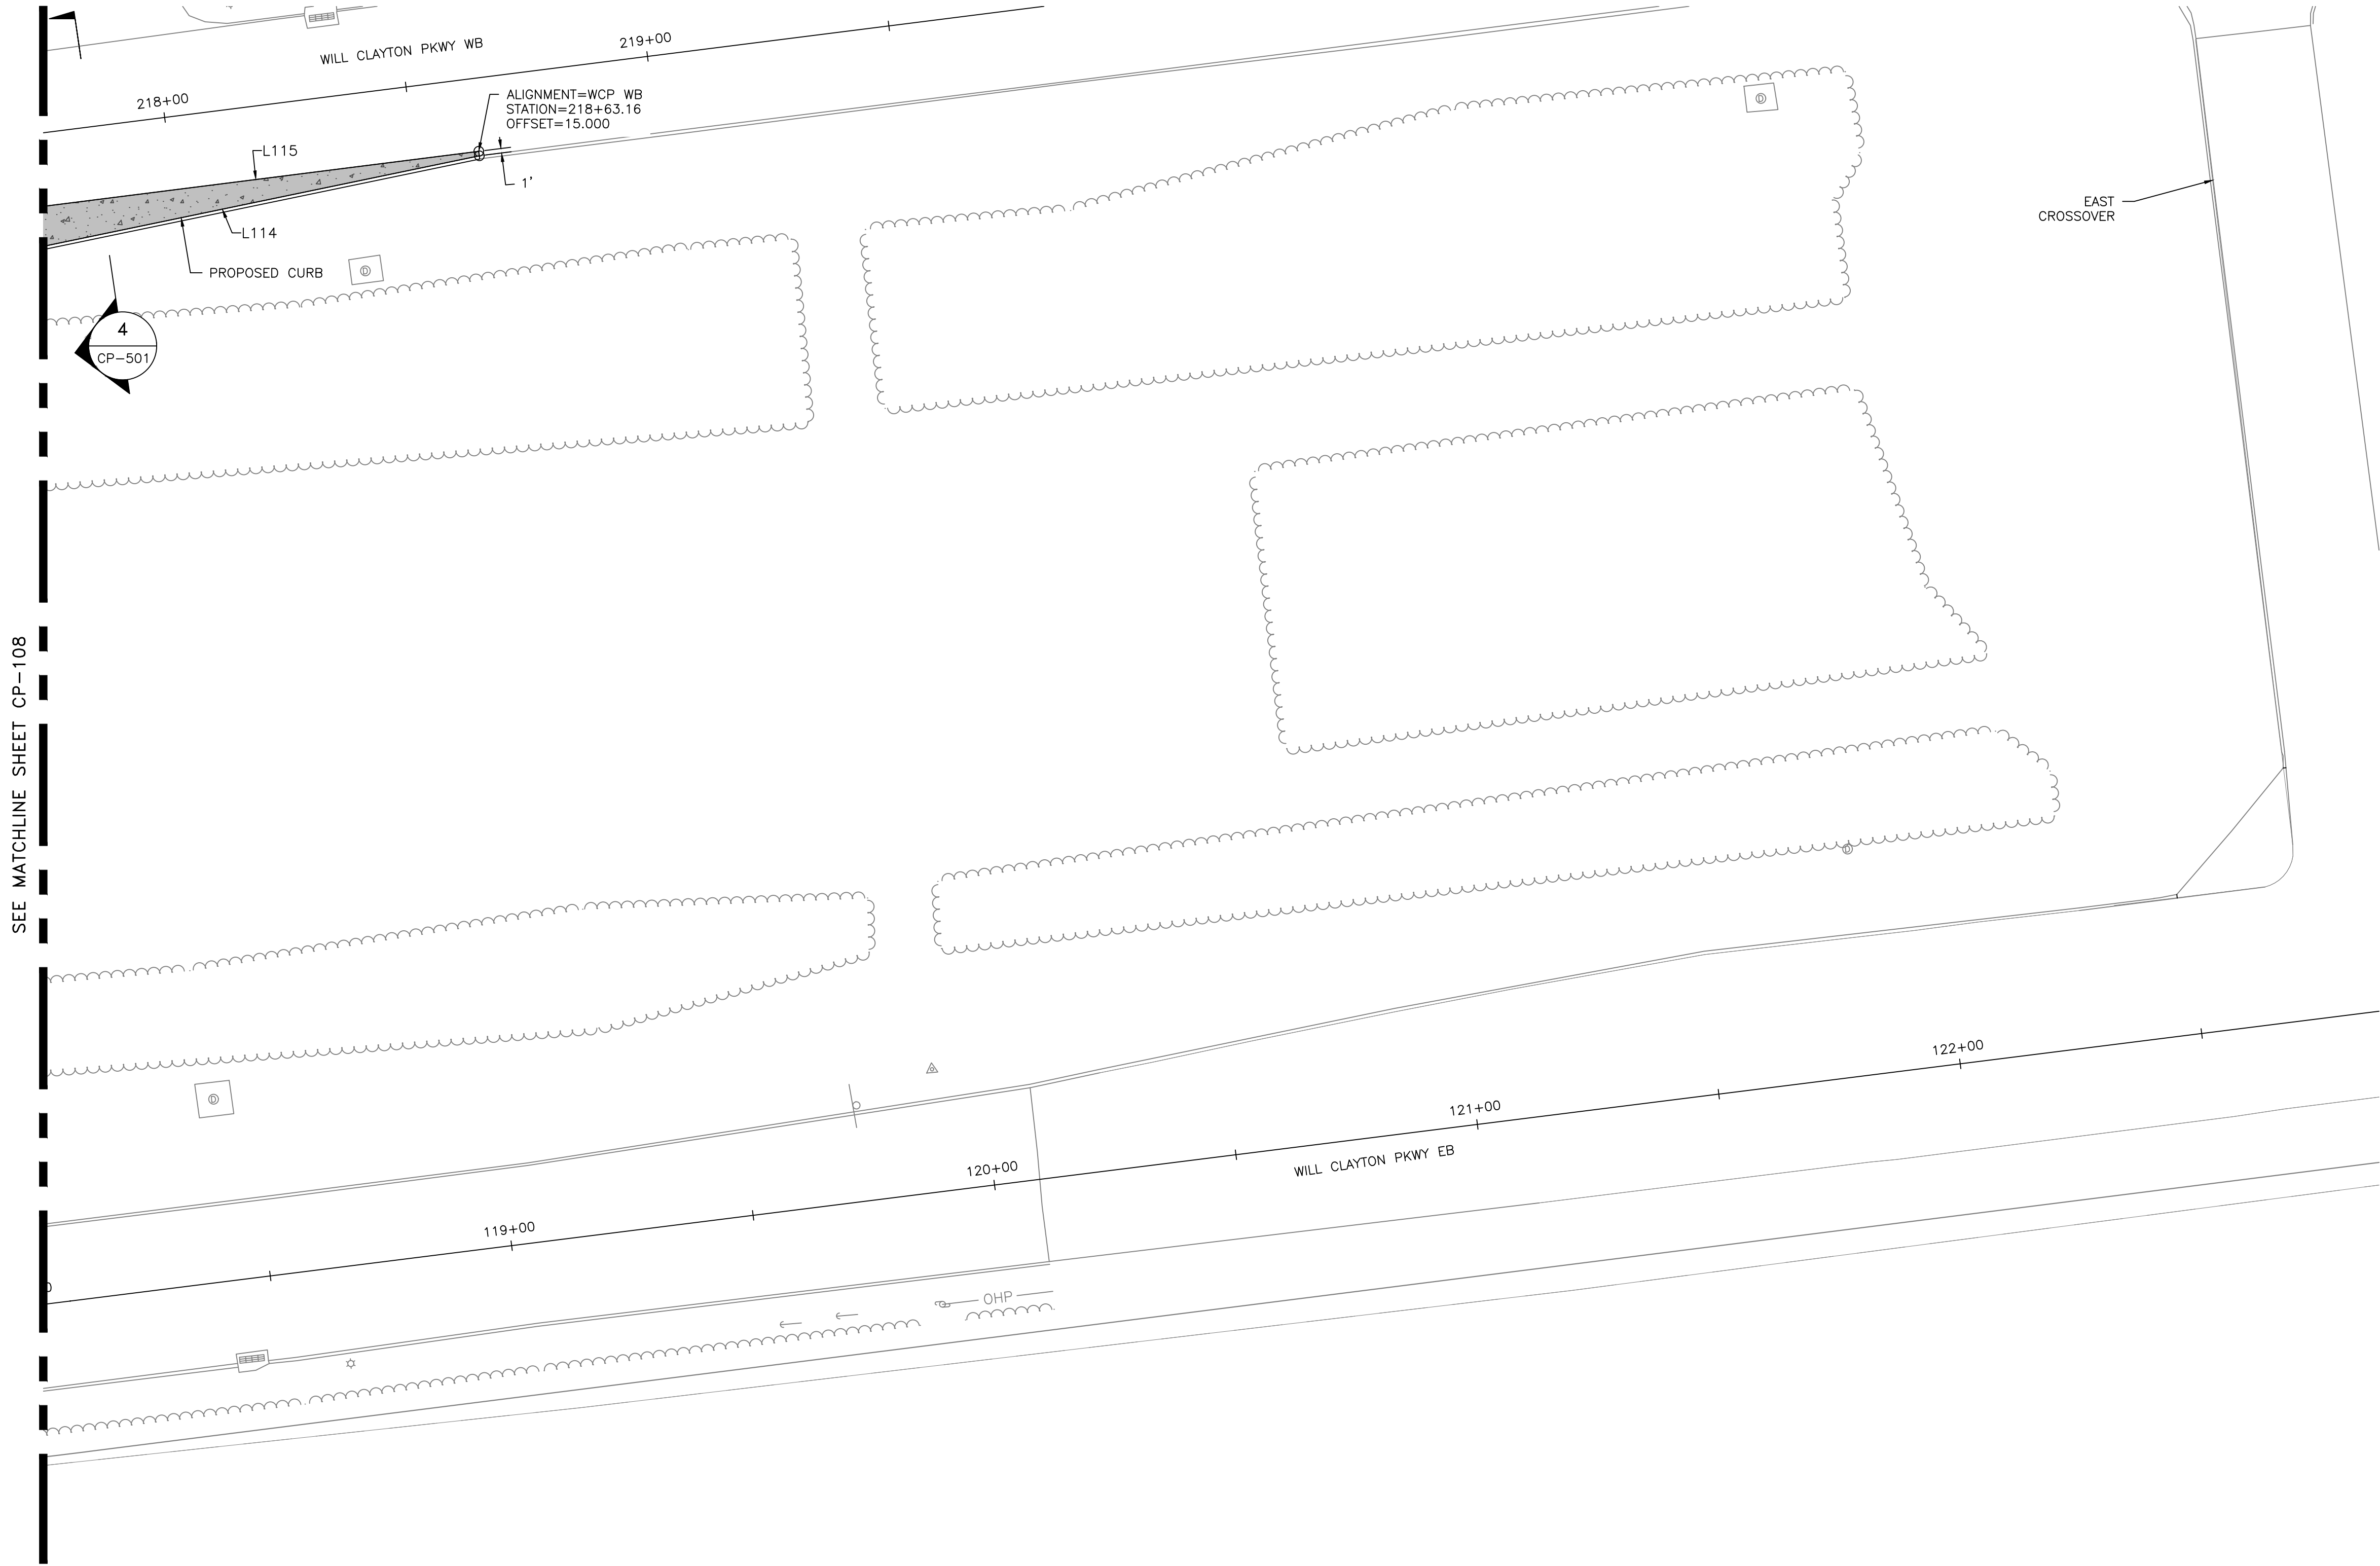 WILL CLAYTON PKWY WB
219+00
218+00
ALIGNMENT=WCP WB
STATION=218+63.16
OFFSET=15.000
L115
1'
L114
PROPOSED CURB
D
D
EAST
CROSSOVER
4
CP-501
SEE MATCHLINE SHEET CP-108
D
D
122+00
121+00
WILL CLAYTON PKWY EB
120+00
119+00
OHP